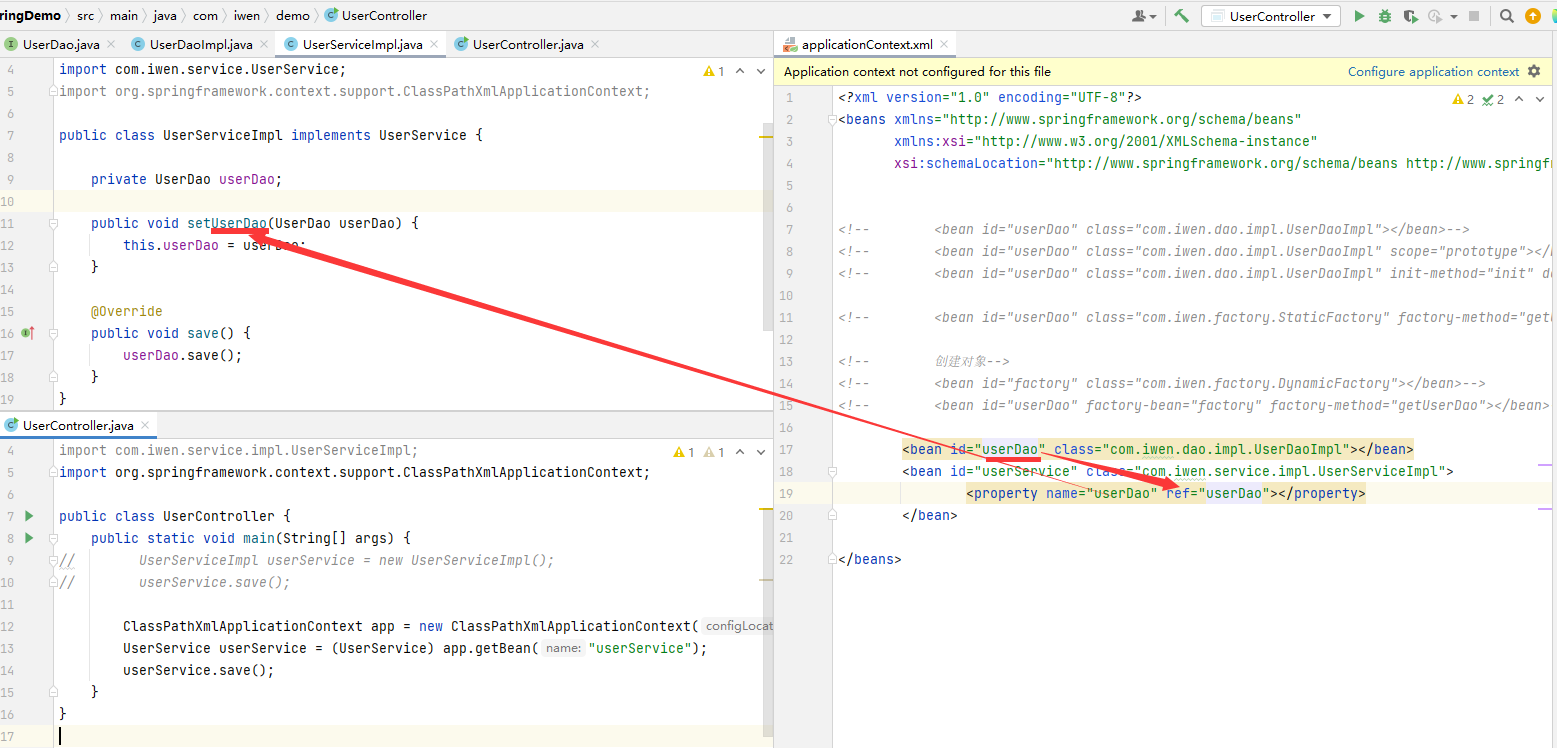 ringDemo src main java com iwen demo UserController
UserController
UserDao.java UserDaoImpl.java UserServiceImpl.java UserController.java
4 import com.iwen.service.UserService;
1
5 import org.springframework.context.support.ClassPathXmlApplicationContext;
6
7 public class UserServiceImpl implements UserService {
8
9 private UserDao userDao;
10
11 public void setUserDao(UserDao userDao) {
12 this.userDao = userDao;
13 }
14
15 @Override
16 public void save() {
17 userDao.save();
18 }
19 }
UserController.java
4 import com.iwen.service.impl.UserServiceImpl;
1 1
5 import org.springframework.context.support.ClassPathXmlApplicationContext;
6
7 public class UserController {
8 public static void main(String[] args) {
9 // UserServiceImpl userService = new UserServiceImpl();
10 // userService.save();
11
12 ClassPathXmlApplicationContext app = new ClassPathXmlApplicationContext( configLocat
13 UserService userService = (UserService) app.getBean( name: "userService");
14 userService.save();
15 }
16 }
17
applicationContext.xml
Application context not configured for this file Configure application context
1 <?xml version="1.0" encoding="UTF-8"?>
2 2
2 <beans xmlns="http://www.springframework.org/schema/beans"
3 xmlns:xsi="http://www.w3.org/2001/XMLSchema-instance"
4 xsi:schemaLocation="http://www.springframework.org/schema/beans http://www.springf
5
6
7 <!-- <bean id="userDao" class="com.iwen.dao.impl.UserDaoImpl"></bean>-->
8 <!-- <bean id="userDao" class="com.iwen.dao.impl.UserDaoImpl" scope="prototype"></
9 <!-- <bean id="userDao" class="com.iwen.dao.impl.UserDaoImpl" init-method="init" de
10
11 <!-- <bean id="userDao" class="com.iwen.factory.StaticFactory" factory-method="get
12
13 <!-- 创建对象-->
14 <!-- <bean id="factory" class="com.iwen.factory.DynamicFactory"></bean>-->
15 <!-- <bean id="userDao" factory-bean="factory" factory-method="getUserDao"></bean>
16
17 <bean id="userDao" class="com.iwen.dao.impl.UserDaoImpl"></bean>
18 <bean id="userService" class="com.iwen.service.impl.UserServiceImpl">
19 <property name="userDao" ref="userDao"></property>
20 </bean>
21
22 </beans>